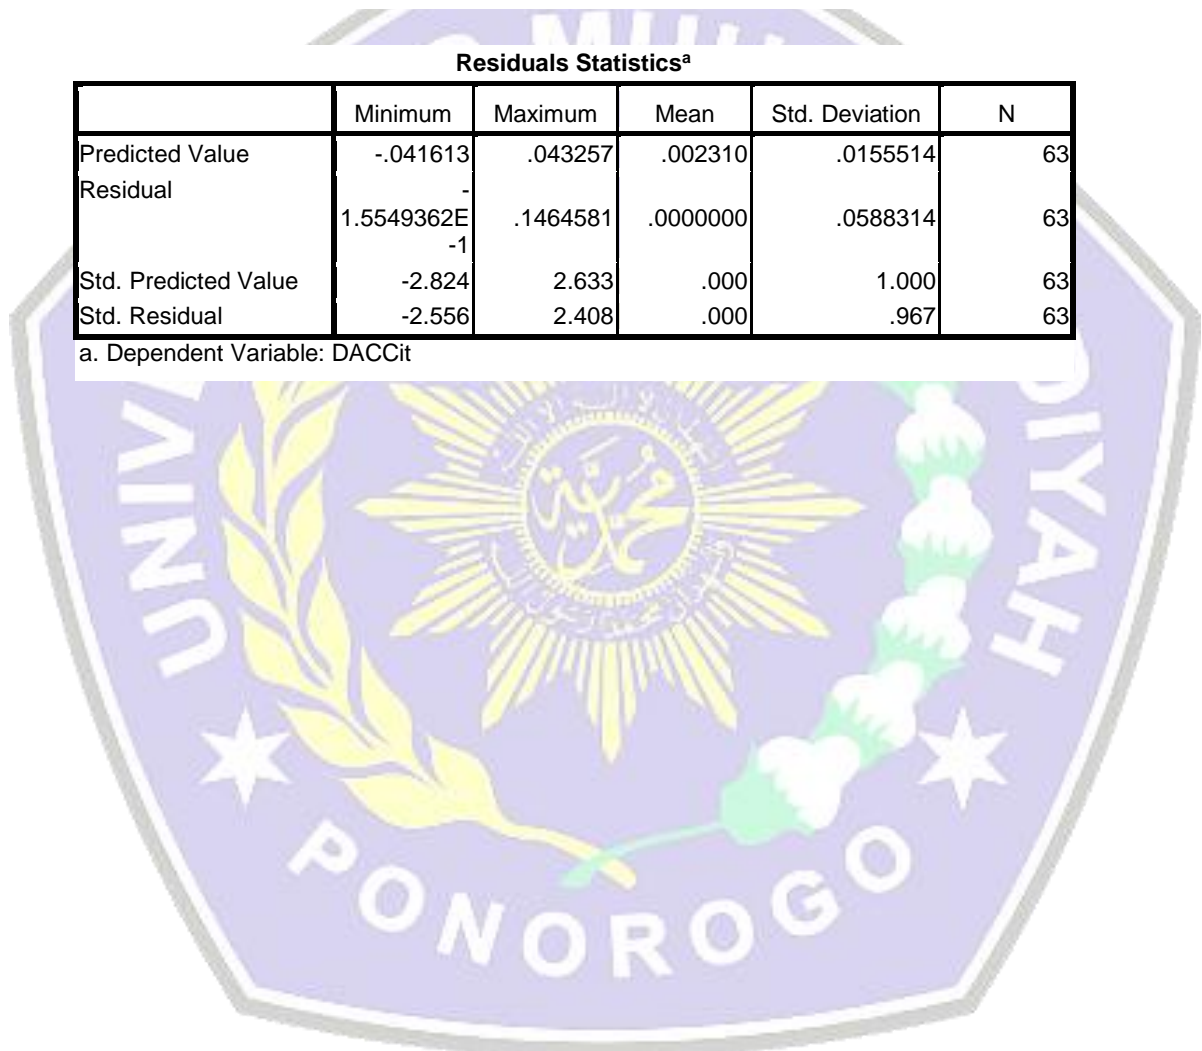 Residuals Statisticsa
Minimum Maximum Mean Std. Deviation N
Predicted Value -.041613 .043257 .002310 .0155514 63
Residual -1.5549362E-1 .1464581 .0000000 .0588314 63
Std. Predicted Value -2.824 2.633 .000 1.000 63
Std. Residual -2.556 2.408 .000 .967 63
a. Dependent Variable: DACCit
محمدية
PONOROGO